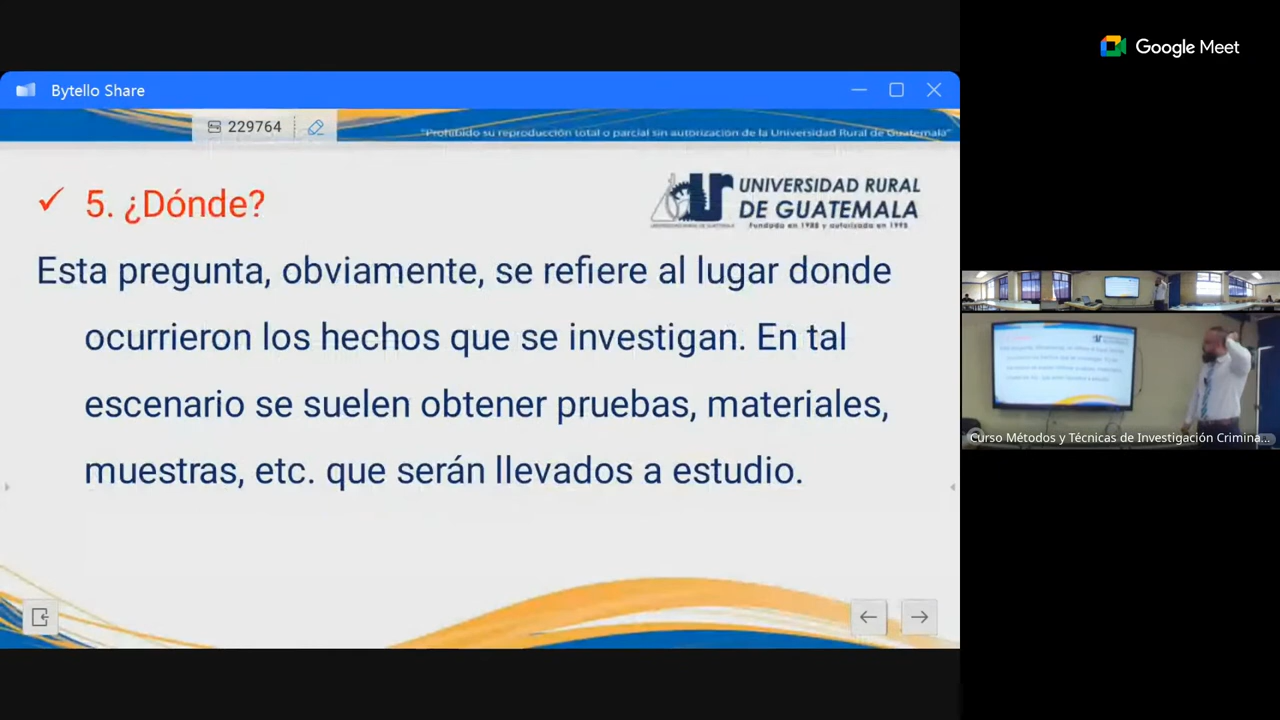 Google Meet
Bytello Share
229764
"Prohibido su reproducción total o parcial sin autorización de la Universidad Rural de Guatemala"
✓ 5. ¿Dónde?
UNIVERSIDAD RURAL
DE GUATEMALA
Fundada en 1988 y autorizada en 1995
Esta pregunta, obviamente, se refiere al lugar donde
ocurrieron los hechos que se investigan. En tal
escenario se suelen obtener pruebas, materiales,
muestras, etc. que serán llevados a estudio.
Curso Métodos y Técnicas de Investigación Crimina...